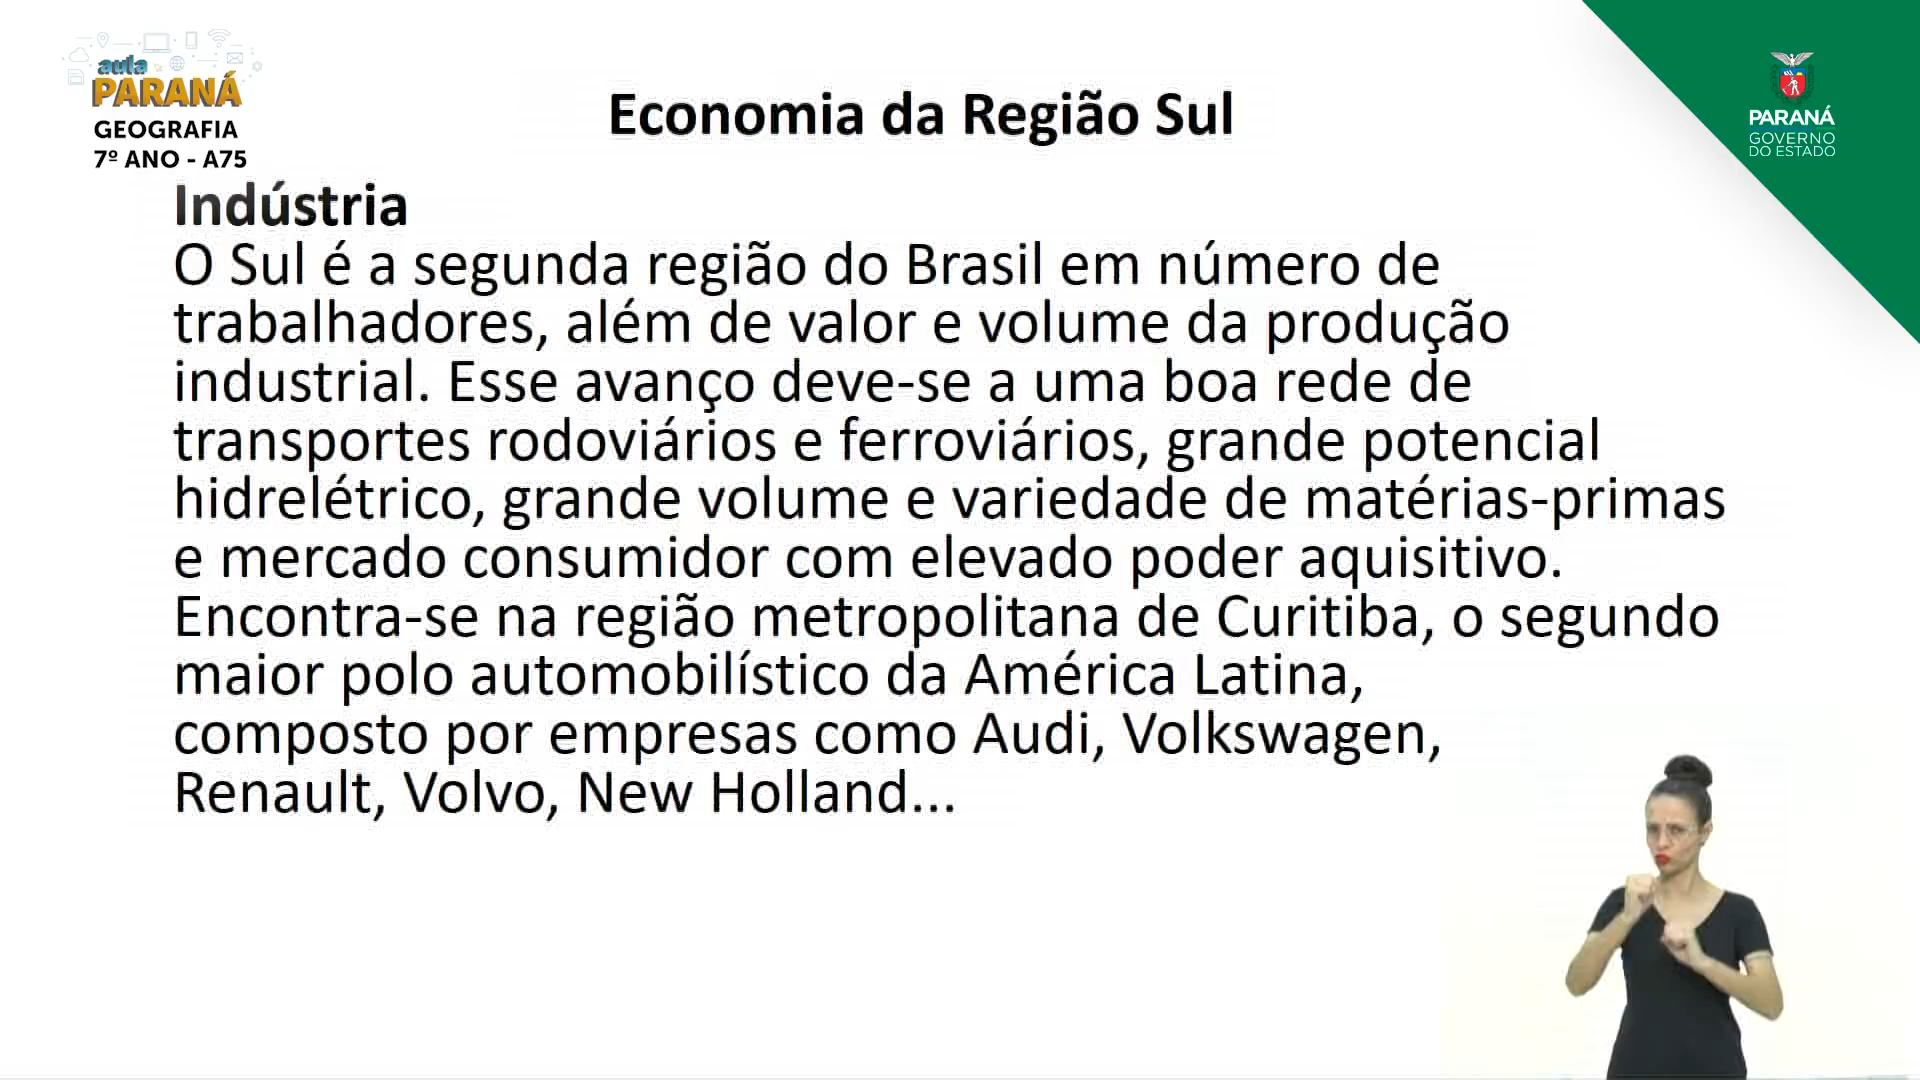 aula
PARANÁ
GEOGRAFIA
7º ANO - A75
Economia da Região Sul
PARANÁ
GOVERNO
DO ESTADO
Indústria
O Sul é a segunda região do Brasil em número de
trabalhadores, além de valor e volume da produção
industrial. Esse avanço deve-se a uma boa rede de
transportes rodoviários e ferroviários, grande potencial
hidrelétrico, grande volume e variedade de matérias-primas
e mercado consumidor com elevado poder aquisitivo.
Encontra-se na região metropolitana de Curitiba, o segundo
maior polo automobilístico da América Latina,
composto por empresas como Audi, Volkswagen,
Renault, Volvo, New Holland...